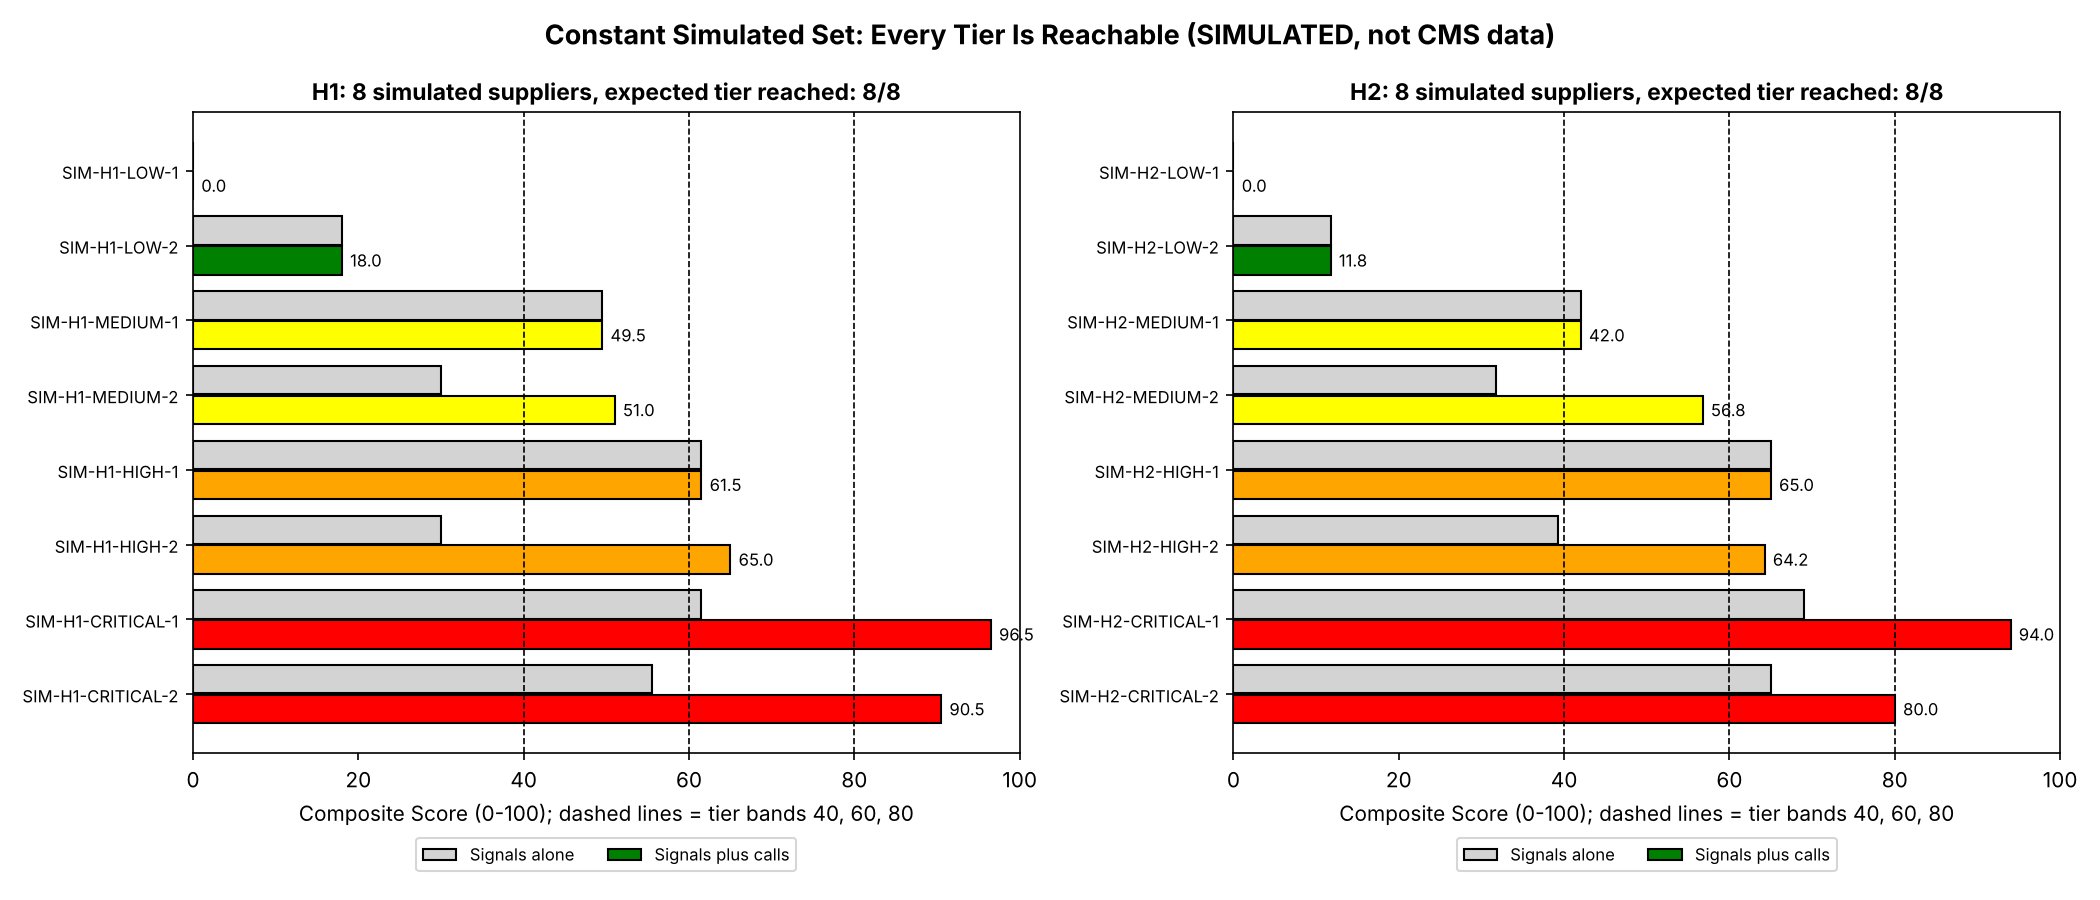 Constant Simulated Set: Every Tier Is Reachable (SIMULATED, not CMS data)
H1: 8 simulated suppliers, expected tier reached: 8/8
SIM-H1-LOW-1
0.0
SIM-H1-LOW-2
18.0
SIM-H1-MEDIUM-1
49.5
SIM-H1-MEDIUM-2
51.0
SIM-H1-HIGH-1
61.5
SIM-H1-HIGH-2
65.0
SIM-H1-CRITICAL-1
96.5
SIM-H1-CRITICAL-2
90.5
0 20 40 60 80 100
Composite Score (0-100); dashed lines = tier bands 40, 60, 80
Signals alone Signals plus calls
H2: 8 simulated suppliers, expected tier reached: 8/8
SIM-H2-LOW-1
0.0
SIM-H2-LOW-2
11.8
SIM-H2-MEDIUM-1
42.0
SIM-H2-MEDIUM-2
56.8
SIM-H2-HIGH-1
65.0
SIM-H2-HIGH-2
64.2
SIM-H2-CRITICAL-1
94.0
SIM-H2-CRITICAL-2
80.0
0 20 40 60 80 100
Composite Score (0-100); dashed lines = tier bands 40, 60, 80
Signals alone Signals plus calls